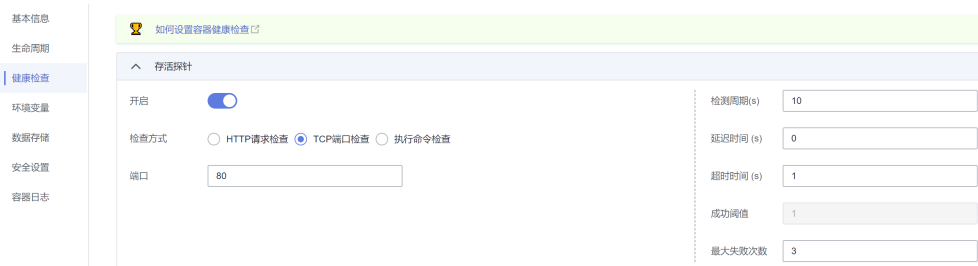 基本信息
生命周期
健康检查
环境变量
数据存储
安全设置
容器日志
如何设置容器健康检查
存活探针
开启
检查方式 HTTP请求检查 TCP端口检查 执行命令检查
端口 80
检测周期(s) 10
延迟时间 (s) 0
超时时间 (s) 1
成功阈值 1
最大失败次数 3